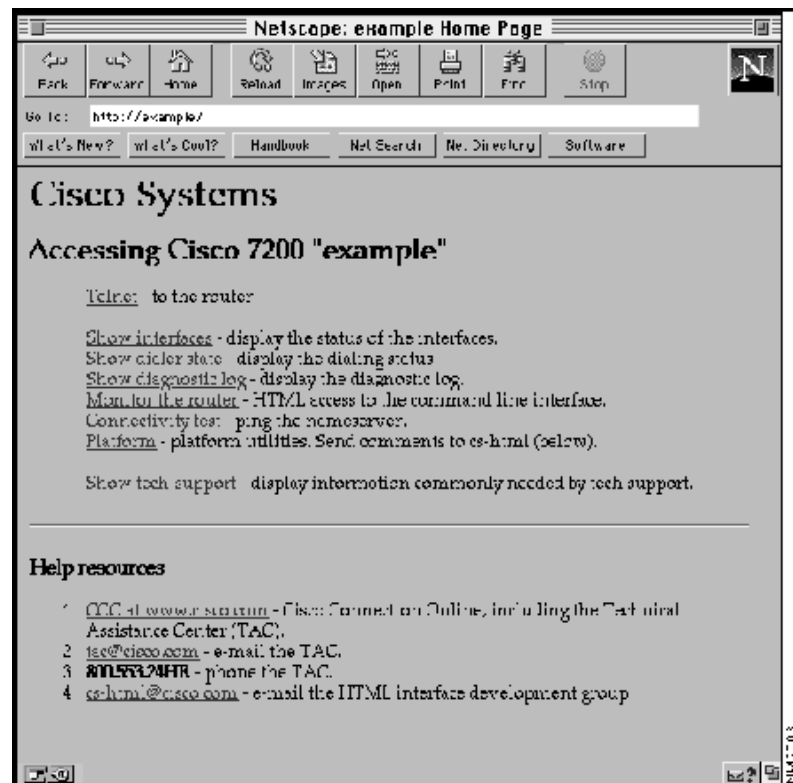 Netscape: example Home Page
Back Forward Home Reload Images Open Print Find Stop
N
Go To: http://example/
What's New? What's Cool? Handbook Net Search Net Directory Software
Cisco Systems
Accessing Cisco 7200 "example"
Telnet - to the router
Show interfaces - display the status of the interfaces.
Show dialer state - display the dialing status
Show diagnostic log - display the diagnostic log.
Monitor the router - HTML access to the command line interface.
Connectivity test - ping the nameserver.
Platform - platform utilities. Send comments to cs-html (below).
Show tech support - display information commonly needed by tech support.
Help resources
1 CCO at www.cisco.com - Cisco Connection Online, including the Technical
Assistance Center (TAC).
2 tac@cisco.com - e-mail the TAC.
3 800.553.24HR - phone the TAC.
4 cs-html@cisco.com - e-mail the HTML interface development group